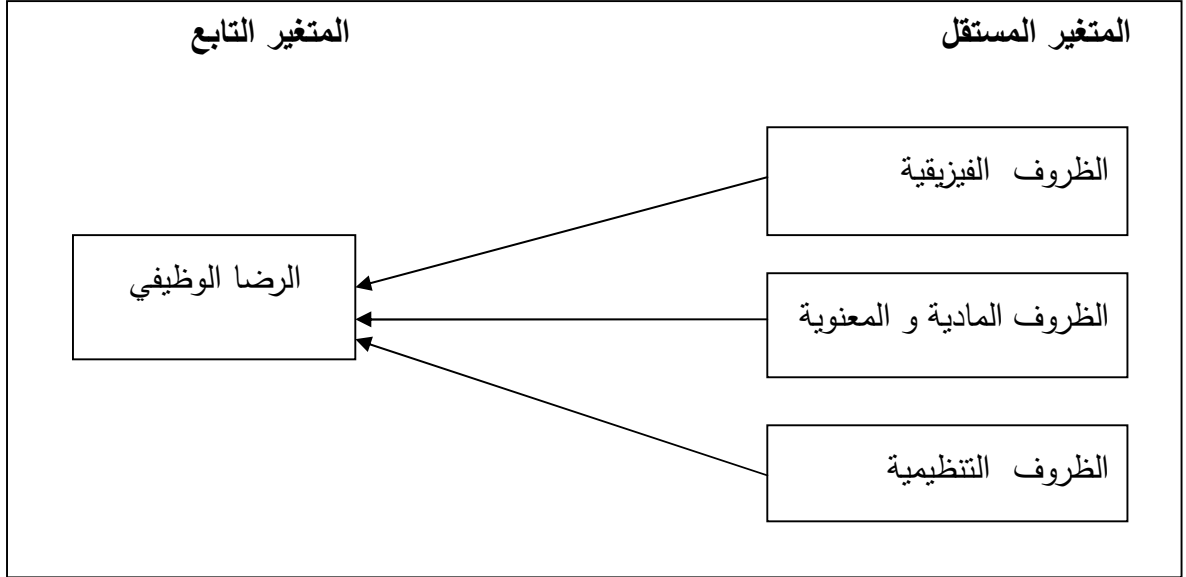 المتغير المستقل
المتغير التابع
الظروف الفيزيقية
الرضا الوظيفي
الظروف المادية و المعنوية
الظروف التنظيمية